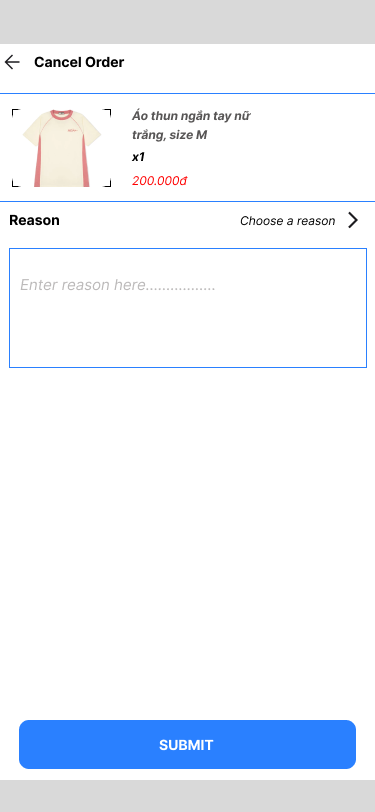 Cancel Order
Áo thun ngắn tay nữ
trắng, size M
x1
200.000đ
Reason
Choose a reason
Enter reason here.................
SUBMIT